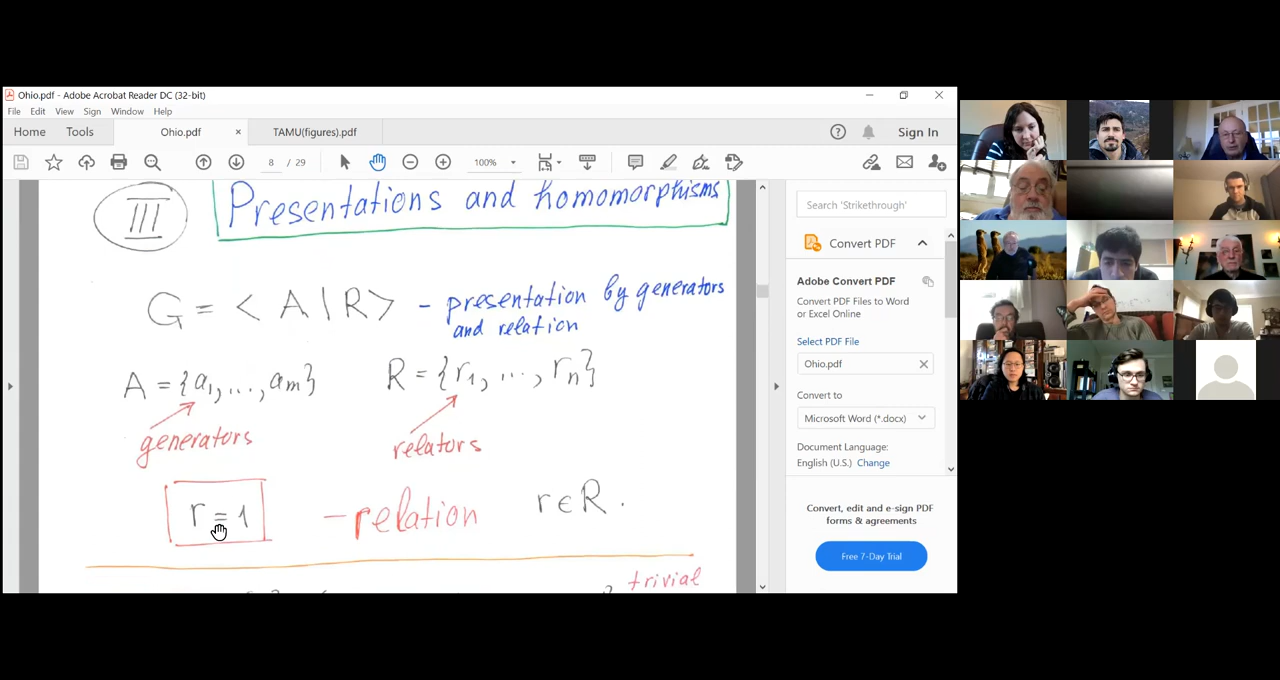 Ohio.pdf - Adobe Acrobat Reader DC (32-bit)
File Edit View Sign Window Help
Home Tools Ohio.pdf × TAMU(figures).pdf Sign In
8 / 29 100%
III Presentations and homomorphisms
G = < A | R > - presentation by generators
and relation
A = {a1, ..., am} R = {r1, ..., rn}
generators relators
r = 1 - relation r ∈ R .
trivial
Search 'Strikethrough'
Convert PDF
Adobe Convert PDF
Convert PDF Files to Word
or Excel Online
Select PDF File
Ohio.pdf
Convert to
Microsoft Word (*.docx)
Document Language:
English (U.S.) Change
Convert, edit and e-sign PDF
forms & agreements
Free 7-Day Trial